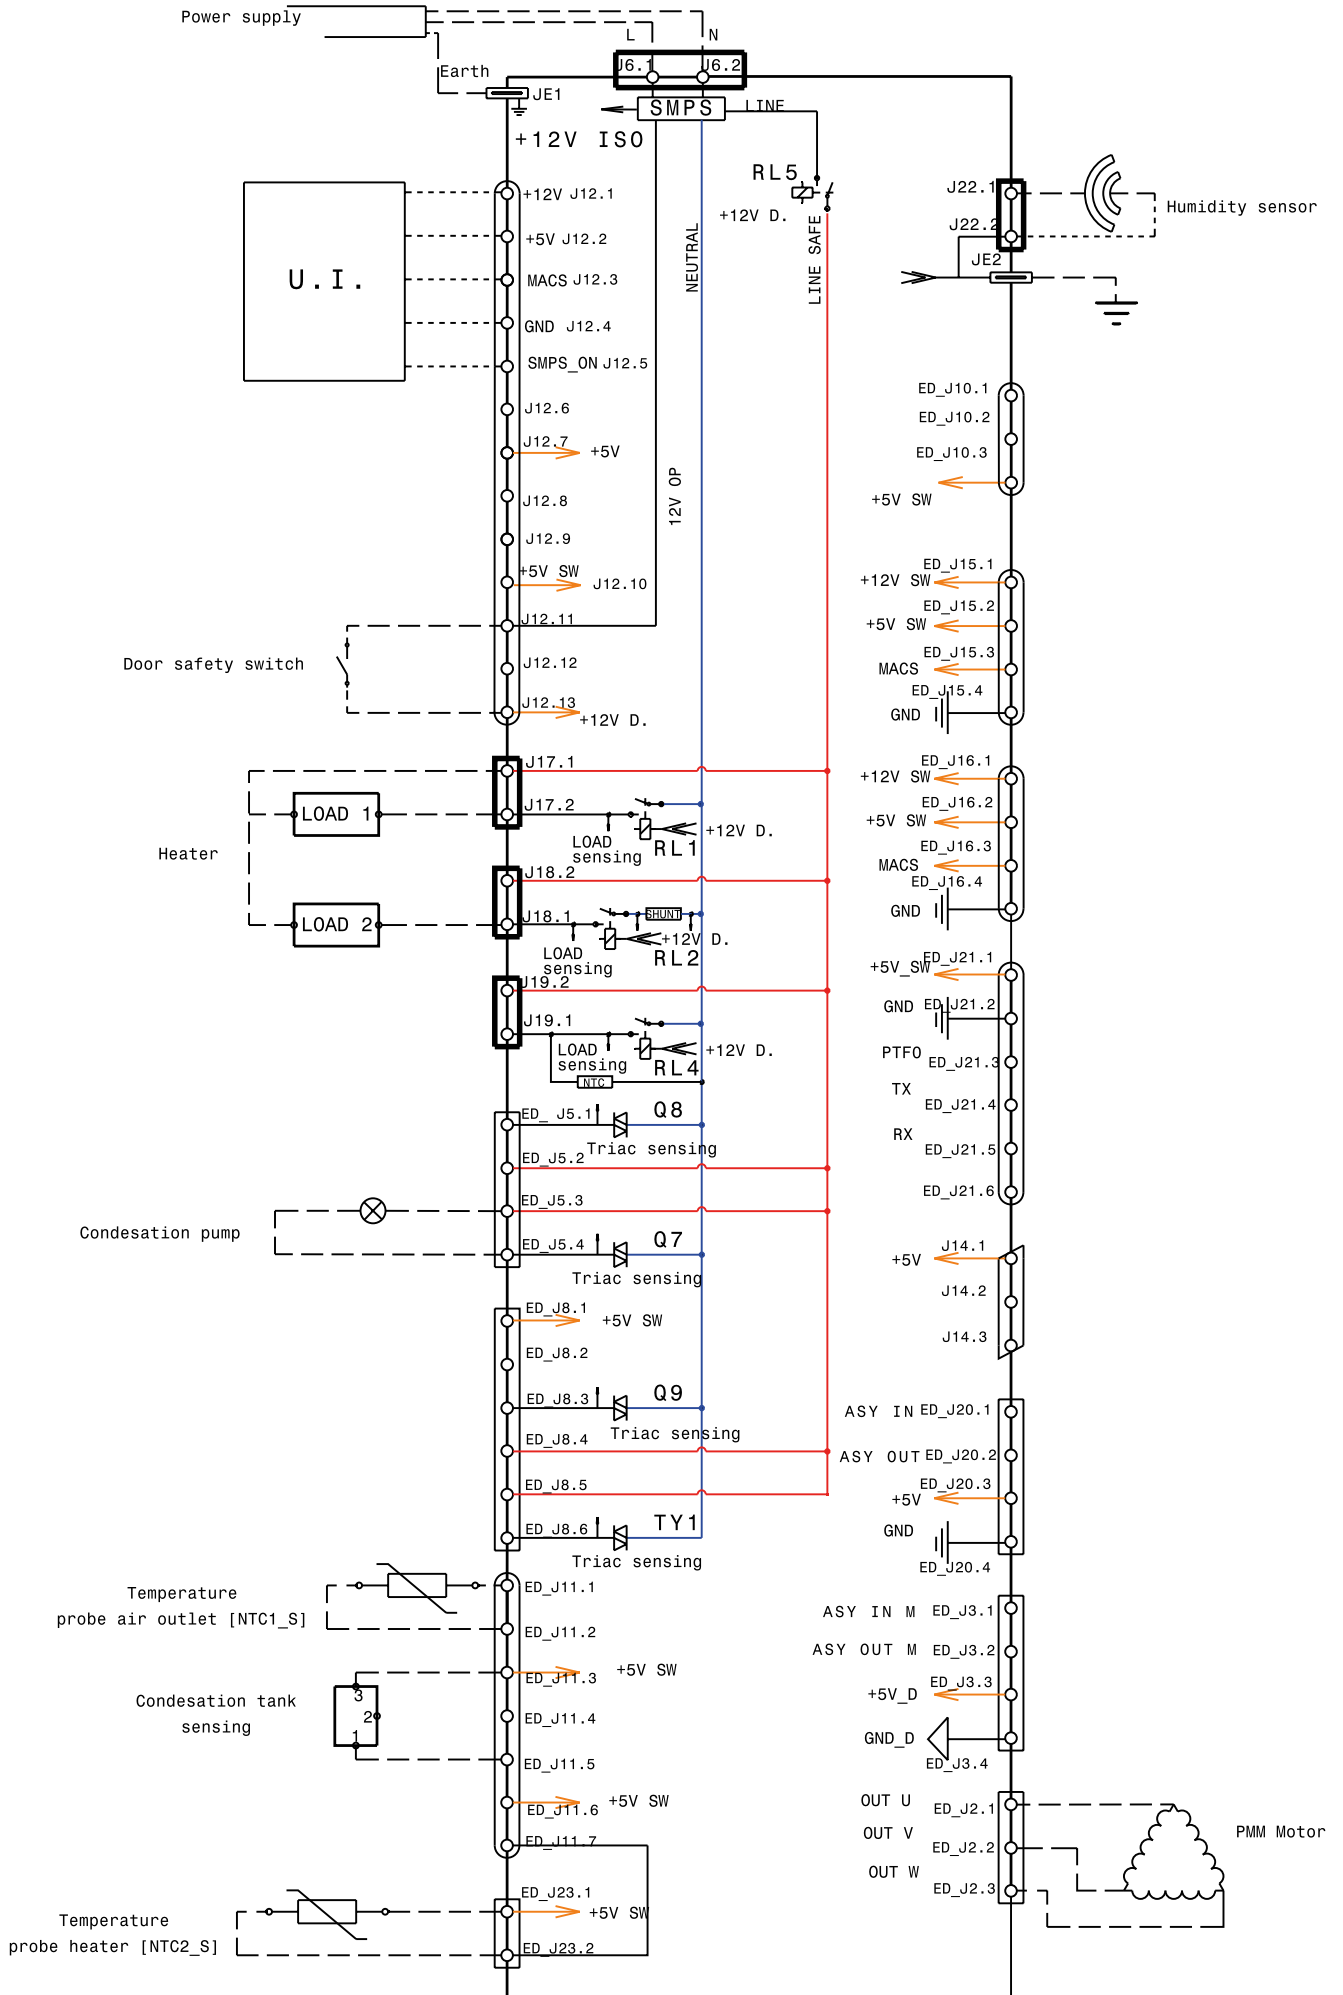 Power supply
L
N
J6.1
J6.2
Earth
JE1
SMPS
LINE
+12V ISO
RL5
+12V D.
NEUTRAL
LINE SAFE
12V OP
U.I.
+12V J12.1
+5V J12.2
MACS J12.3
GND J12.4
SMPS_ON J12.5
J12.6
J12.7
+5V
J12.8
J12.9
+5V SW
J12.10
J12.11
Door safety switch
J12.12
J12.13
+12V D.
J17.1
LOAD 1
J17.2
+12V D.
LOAD
sensing
RL1
Heater
J18.2
LOAD 2
J18.1
SHUNT
+12V D.
LOAD
sensing
RL2
J19.2
J19.1
LOAD
sensing
+12V D.
RL4
NTC
ED_ J5.1
Q8
Triac sensing
ED_J5.2
ED_J5.3
Condesation pump
ED_J5.4
Q7
Triac sensing
ED_J8.1
+5V SW
ED_J8.2
ED_J8.3
Q9
Triac sensing
ED_J8.4
ED_J8.5
ED_J8.6
TY1
Triac sensing
Temperature
probe air outlet [NTC1_S]
ED_J11.1
ED_J11.2
ED_J11.3
+5V SW
Condesation tank
sensing
3
2
1
ED_J11.4
ED_J11.5
+5V SW
ED_J11.6
ED_J11.7
ED_J23.1
+5V SW
Temperature
probe heater [NTC2_S]
ED_J23.2
J22.1
J22.2
Humidity sensor
JE2
ED_J10.1
ED_J10.2
ED_J10.3
+5V SW
ED_J15.1
+12V SW
ED_J15.2
+5V SW
ED_J15.3
MACS
ED_J15.4
GND
ED_J16.1
+12V SW
ED_J16.2
+5V SW
ED_J16.3
MACS
ED_J16.4
GND
ED_J21.1
+5V_SW
GND
ED_J21.2
PTFO
ED_J21.3
TX
ED_J21.4
RX
ED_J21.5
ED_J21.6
J14.1
+5V
J14.2
J14.3
ASY IN ED_J20.1
ASY OUT ED_J20.2
ED_J20.3
+5V
GND
ED_J20.4
ASY IN M ED_J3.1
ASY OUT M ED_J3.2
ED_J3.3
+5V_D
GND_D
ED_J3.4
OUT U
ED_J2.1
OUT V
ED_J2.2
OUT W
ED_J2.3
PMM Motor